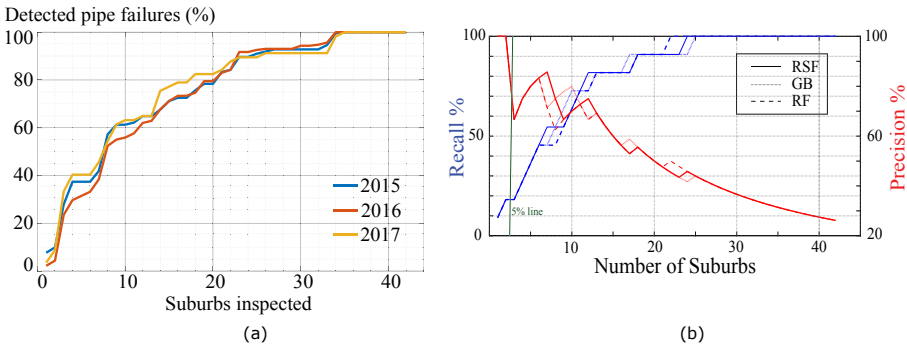 Detected pipe failures (%)
100
80
60
40
20
0
0
10
20
30
40
2015
2016
2017
Suburbs inspected
(a)
100
50
0
Recall %
5% line
RSF
GB
RF
100
60
20
Precision %
10
20
30
40
Number of Suburbs
(b)